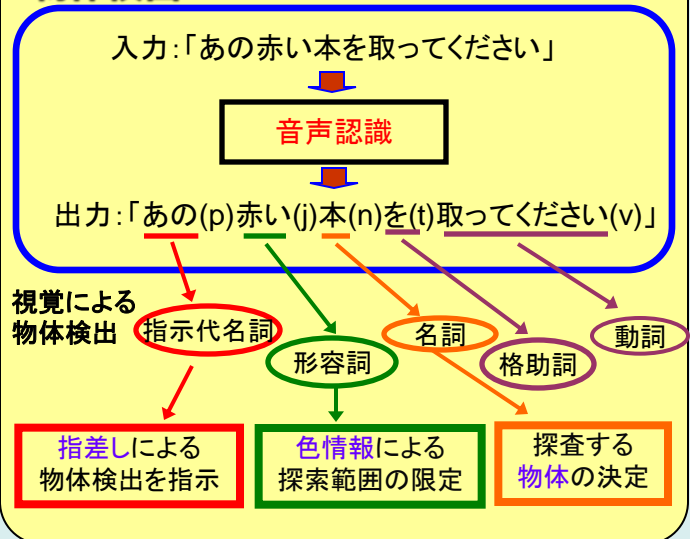 入力:「あの赤い本を取ってください」
音声認識
出力:「あの(p)赤い(j)本(n)を(t)取ってください(v)」
視覚による
物体検出
指示代名詞
形容詞
名詞
格助詞
動詞
指差しによる
物体検出を指示
色情報による
探索範囲の限定
探査する
物体の決定